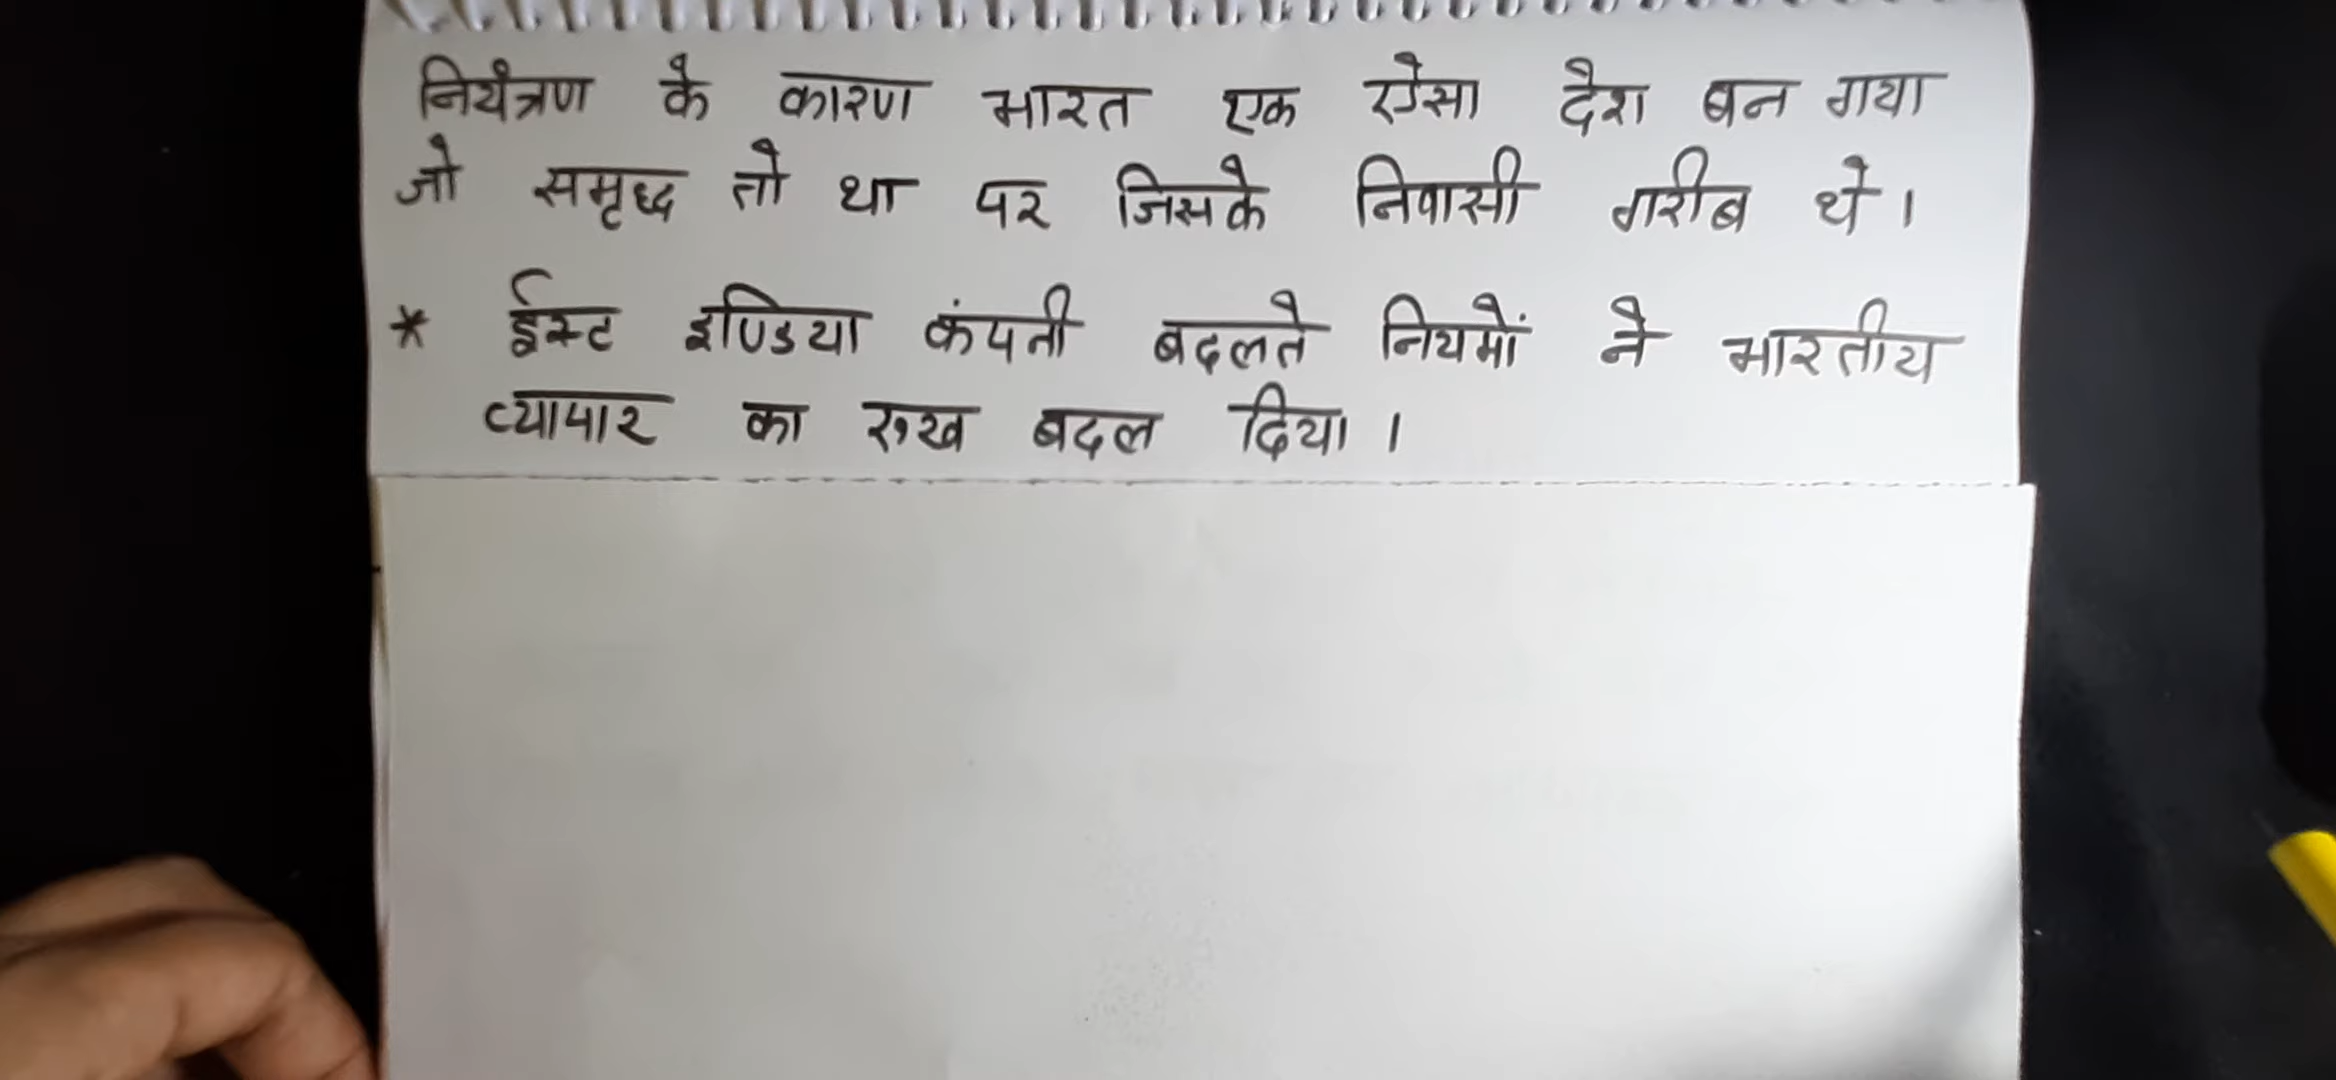 नियंत्रण के कारण भारत एक ऐसा देश बन गया
जो समृद्ध तो था पर जिसके निवासी गरीब थे।
* ईस्ट इण्डिया कंपनी बदलते नियमों ने भारतीय
व्यापार का रुख बदल दिया।